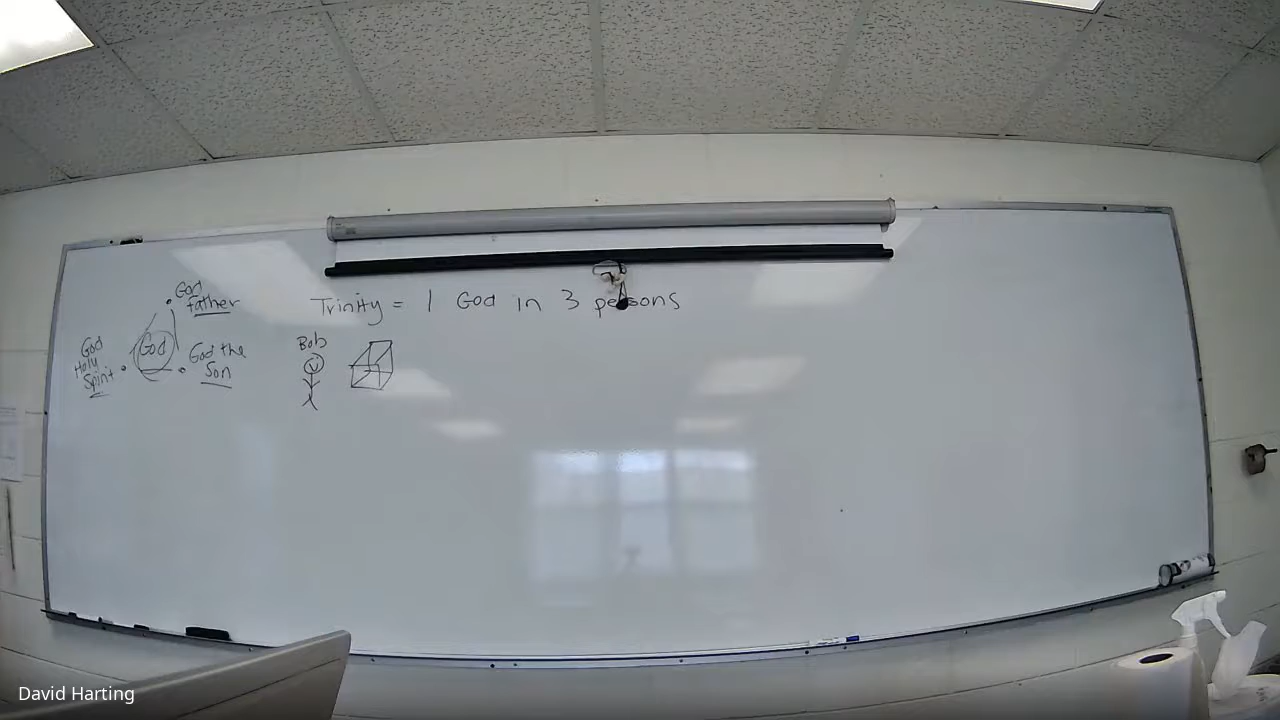 God
father
Trinity = 1 God in 3 persons
God
Holy
Spirit
God
God the
Son
Bob
David Harting